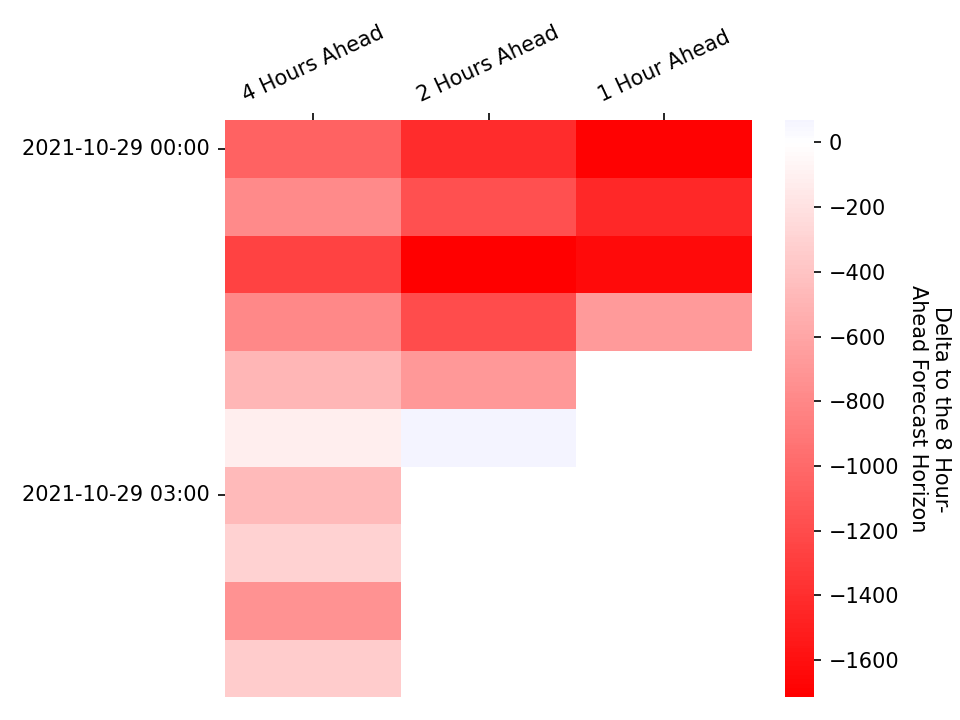 4 Hours Ahead
2 Hours Ahead
1 Hour Ahead
2021-10-29 00:00
2021-10-29 03:00
0
−200
−400
−600
−800
−1000
−1200
−1400
−1600
Delta to the 8 Hour-
Ahead Forecast Horizon